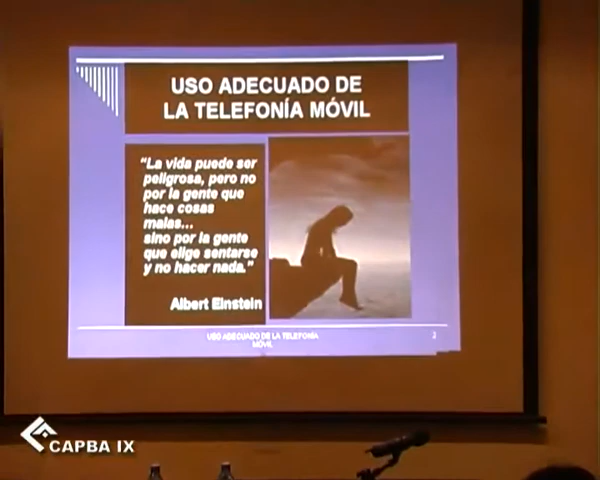 USO ADECUADO DE
LA TELEFONÍA MÓVIL
“La vida puede ser
peligrosa, pero no
por la gente que
hace cosas
malas...
sino por la gente
que elige sentarse
y no hacer nada.”
Albert Einstein
USO ADECUADO DE LA TELEFONÍA
MÓVIL
2
CAPBA IX